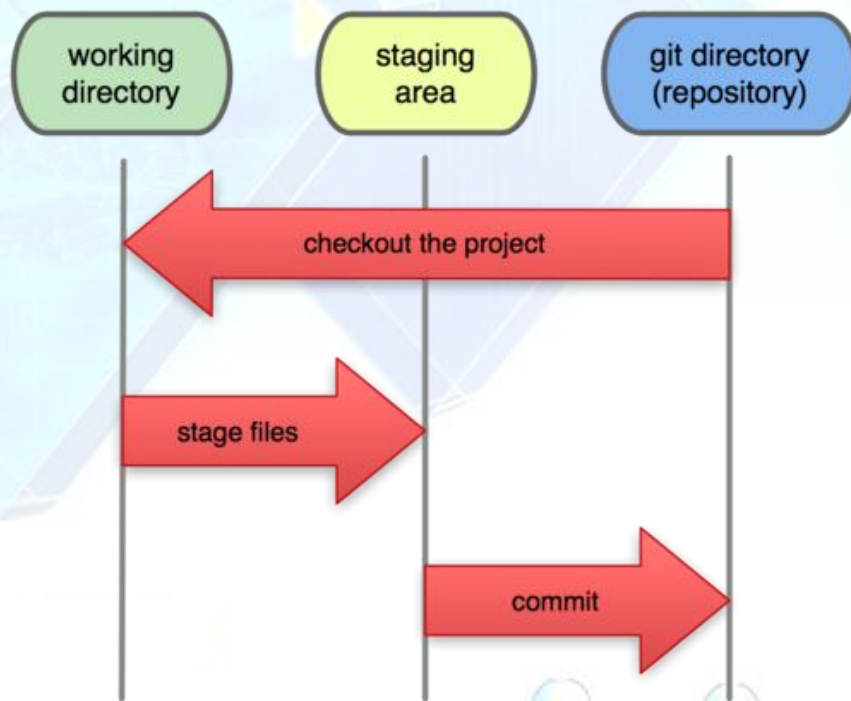 working
directory
staging
area
git directory
(repository)
checkout the project
stage files
commit